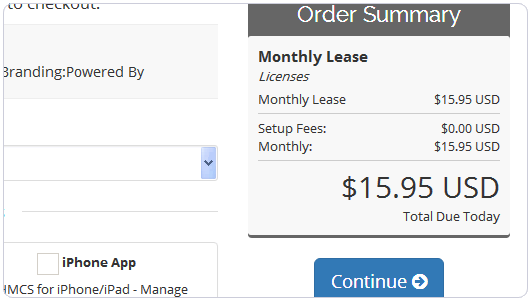 to checkout.
Branding:Powered By
iPhone App
HMCS for iPhone/iPad - Manage
Order Summary
Monthly Lease
Licenses
Monthly Lease $15.95 USD
Setup Fees: $0.00 USD
Monthly: $15.95 USD
$15.95 USD
Total Due Today
Continue